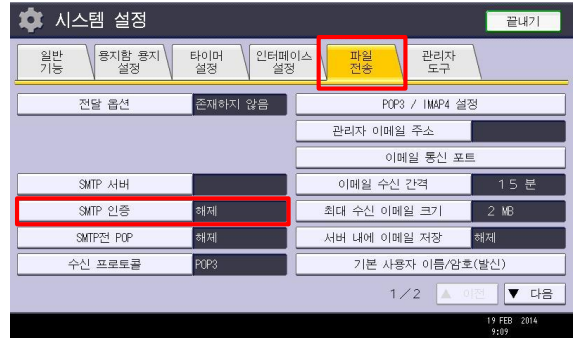 시스템 설정
끝내기
일반
기능
용지함 용지
설정
타이머
설정
인터페이스
설정
파일
전송
관리자
도구
전달 옵션
존재하지 않음
POP3 / IMAP4 설정
관리자 이메일 주소
이메일 통신 포트
SMTP 서버
이메일 수신 간격
15 분
SMTP 인증
해제
최대 수신 이메일 크기
2 MB
SMTP전 POP
해제
서버 내에 이메일 저장
해제
수신 프로토콜
POP3
기본 사용자 이름/암호(발신)
1/2
▲ 이전
▼ 다음
19 FEB 2014
9:09